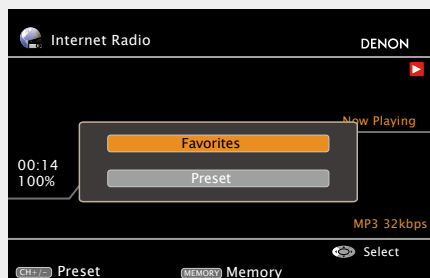 Internet Radio
DENON
Now Playing
Favorites
00:14
100%
Preset
MP3 32kbps
Select
CH+/- Preset
MEMORY Memory